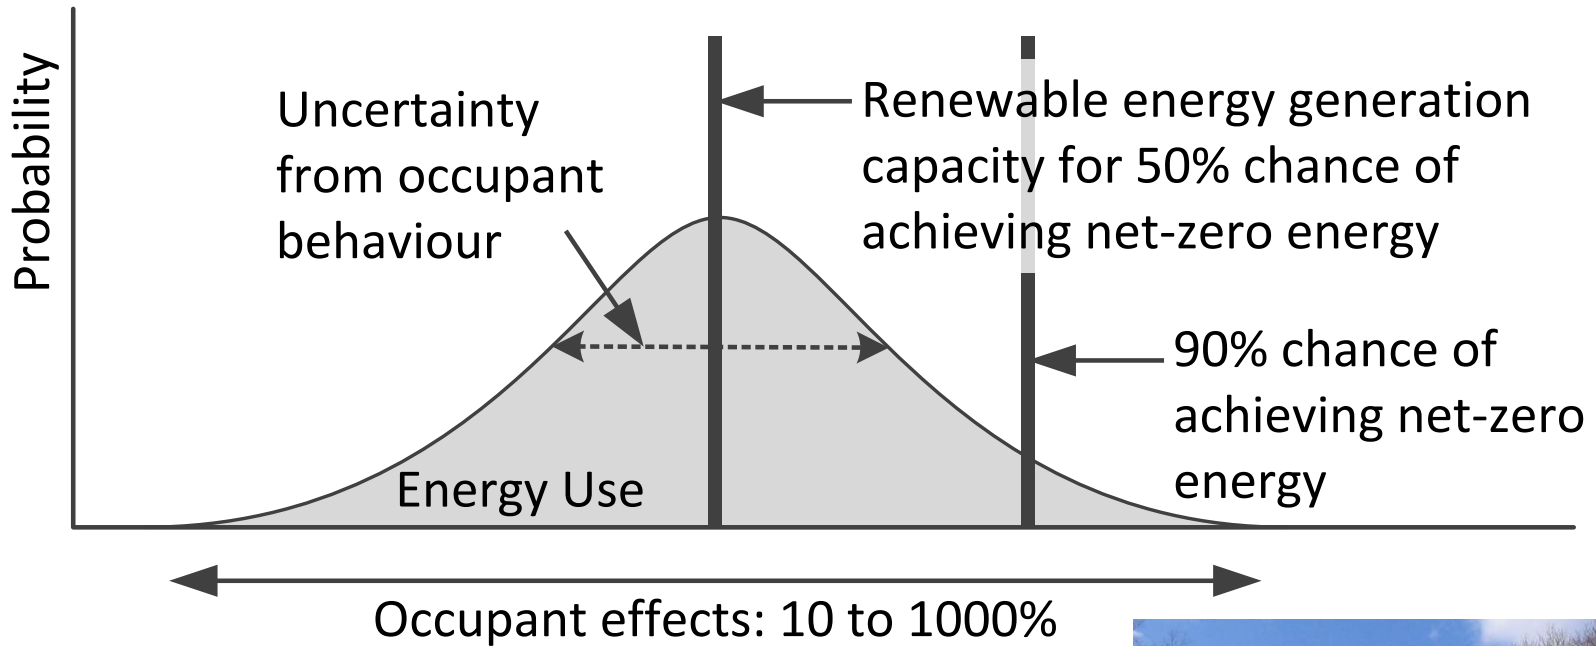 Probability
Uncertainty
from occupant
behaviour
Renewable energy generation
capacity for 50% chance of
achieving net-zero energy
90% chance of
achieving net-zero
energy
Energy Use
Occupant effects: 10 to 1000%